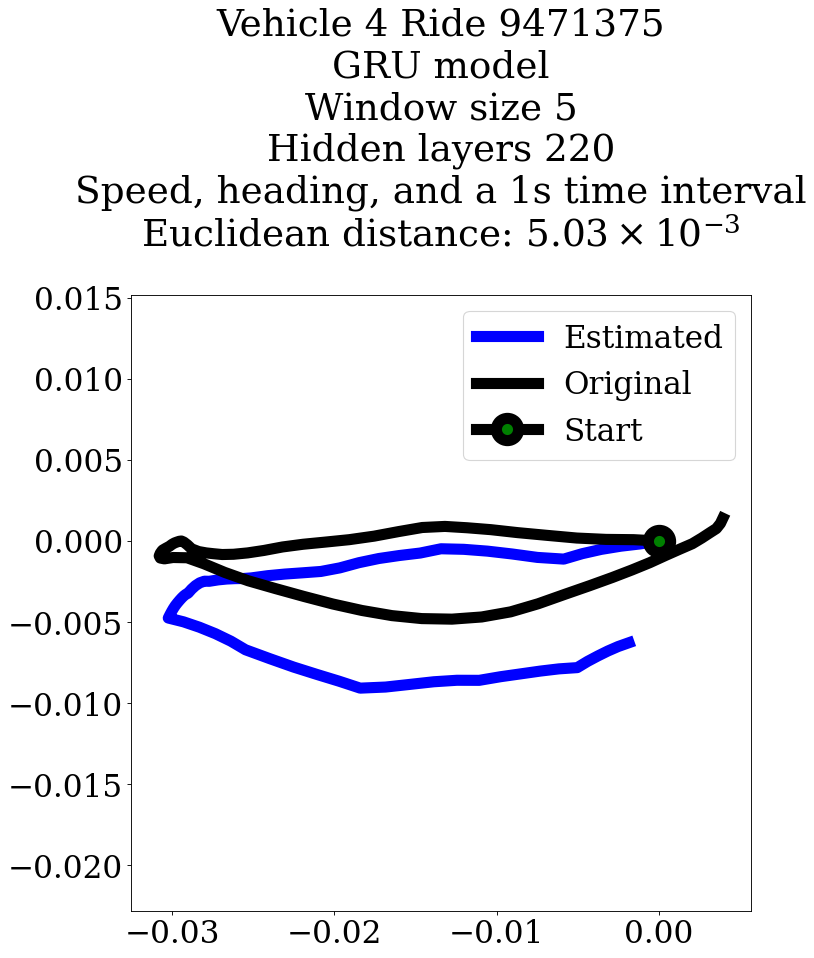 Vehicle 4 Ride 9471375
GRU model
Window size 5
Hidden layers 220
Speed, heading, and a 1s time interval
Euclidean distance: 5.03 × 10⁻³
Estimated
Original
Start
0.015
0.010
0.005
0.000
−0.005
−0.010
−0.015
−0.020
−0.03 −0.02 −0.01 0.00